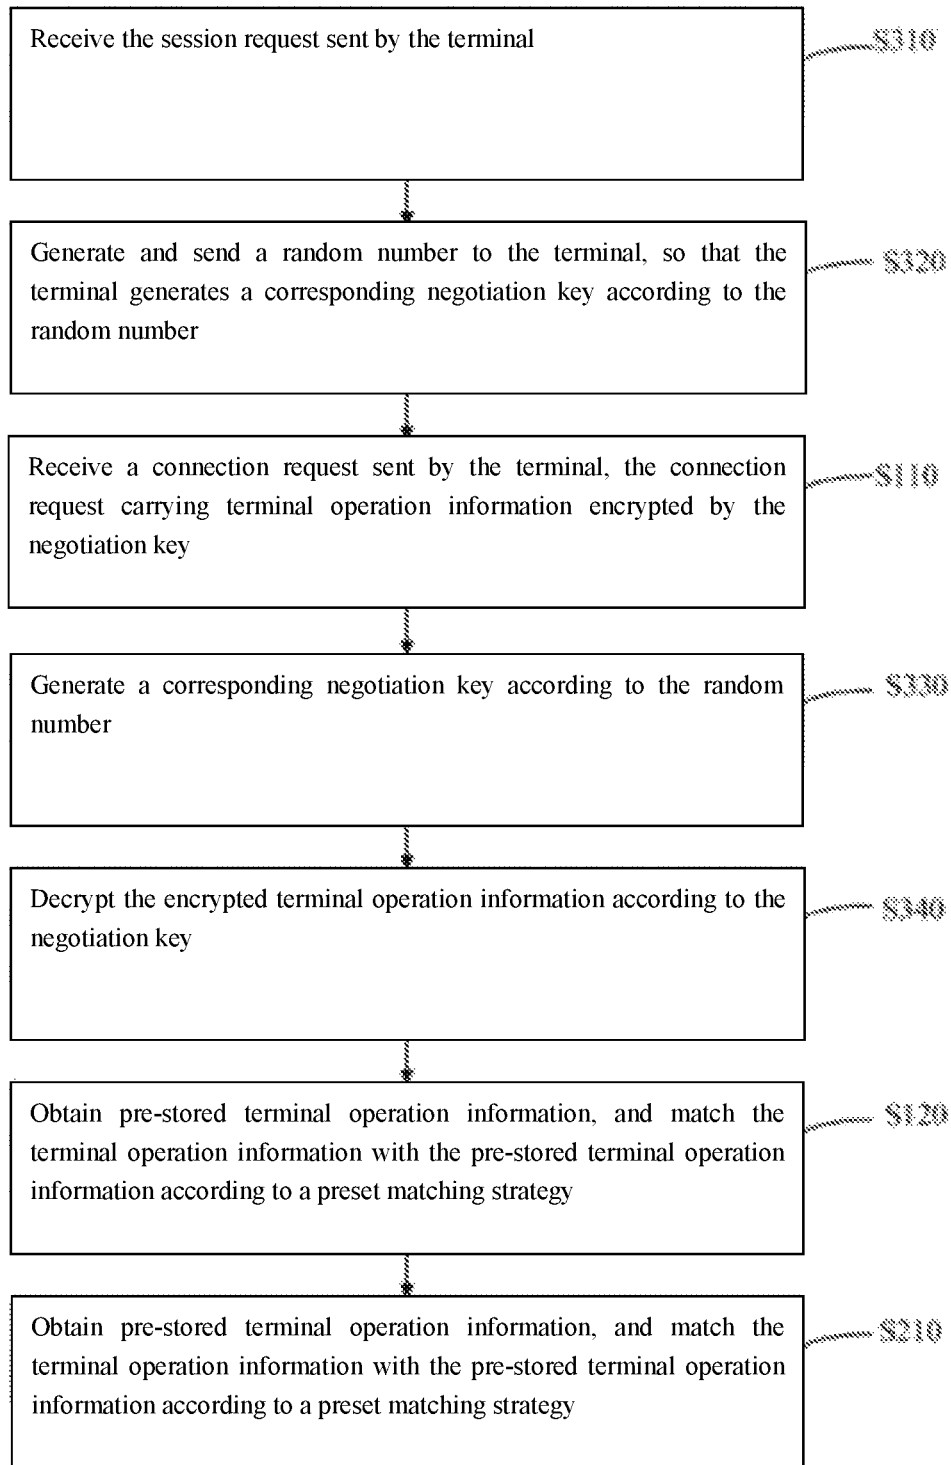 Receive the session request sent by the terminal
S310
Generate and send a random number to the terminal, so that the
terminal generates a corresponding negotiation key according to the
random number
S320
Receive a connection request sent by the terminal, the connection
request carrying terminal operation information encrypted by the
negotiation key
S110
Generate a corresponding negotiation key according to the random
number
S330
Decrypt the encrypted terminal operation information according to the
negotiation key
S340
Obtain pre-stored terminal operation information, and match the
terminal operation information with the pre-stored terminal operation
information according to a preset matching strategy
S120
Obtain pre-stored terminal operation information, and match the
terminal operation information with the pre-stored terminal operation
information according to a preset matching strategy
S210